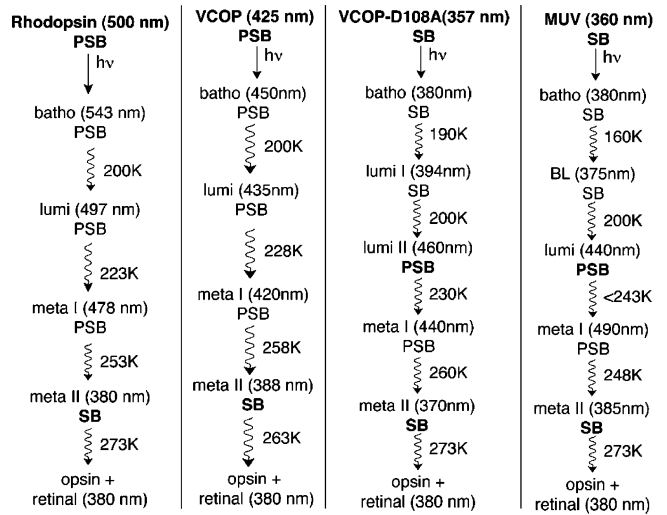 Rhodopsin (500 nm)
PSB
hν
batho (543 nm)
PSB
200K
lumi (497 nm)
PSB
223K
meta I (478 nm)
PSB
253K
meta II (380 nm)
SB
273K
opsin +
retinal (380 nm)
VCOP (425 nm)
PSB
hν
batho (450nm)
PSB
200K
lumi (435nm)
PSB
228K
meta I (420nm)
PSB
258K
meta II (388 nm)
SB
263K
opsin +
retinal (380 nm)
VCOP-D108A(357 nm)
SB
hν
batho (380nm)
SB
190K
lumi I (394nm)
SB
200K
lumi II (460nm)
PSB
230K
meta I (440nm)
PSB
260K
meta II (370nm)
SB
273K
opsin +
retinal (380 nm)
MUV (360 nm)
SB
hν
batho (380nm)
SB
160K
BL (375nm)
SB
200K
lumi (440nm)
PSB
<243K
meta I (490nm)
PSB
248K
meta II (385nm)
SB
273K
opsin +
retinal (380 nm)